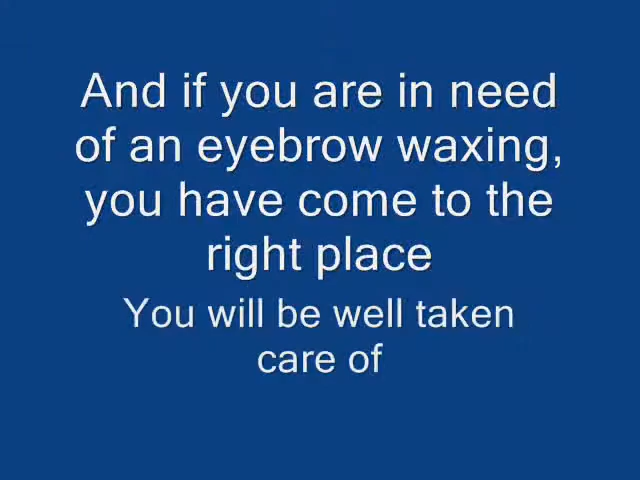 And if you are in need
of an eyebrow waxing,
you have come to the
right place
You will be well taken
care of